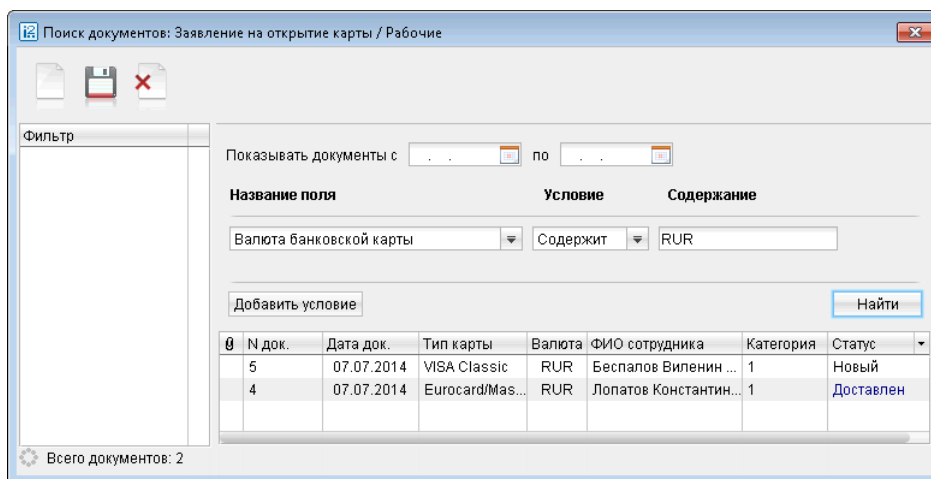 Поиск документов: Заявление на открытие карты / Рабочие
Фильтр
Показывать документы с . . по . .
Название поля Условие Содержание
Валюта банковской карты Содержит RUR
Добавить условие Найти
N док. Дата док. Тип карты Валюта ФИО сотрудника Категория Статус
5 07.07.2014 VISA Classic RUR Беспалов Виленин ... 1 Новый
4 07.07.2014 Eurocard/Mas... RUR Лопатов Константин... 1 Доставлен
Всего документов: 2